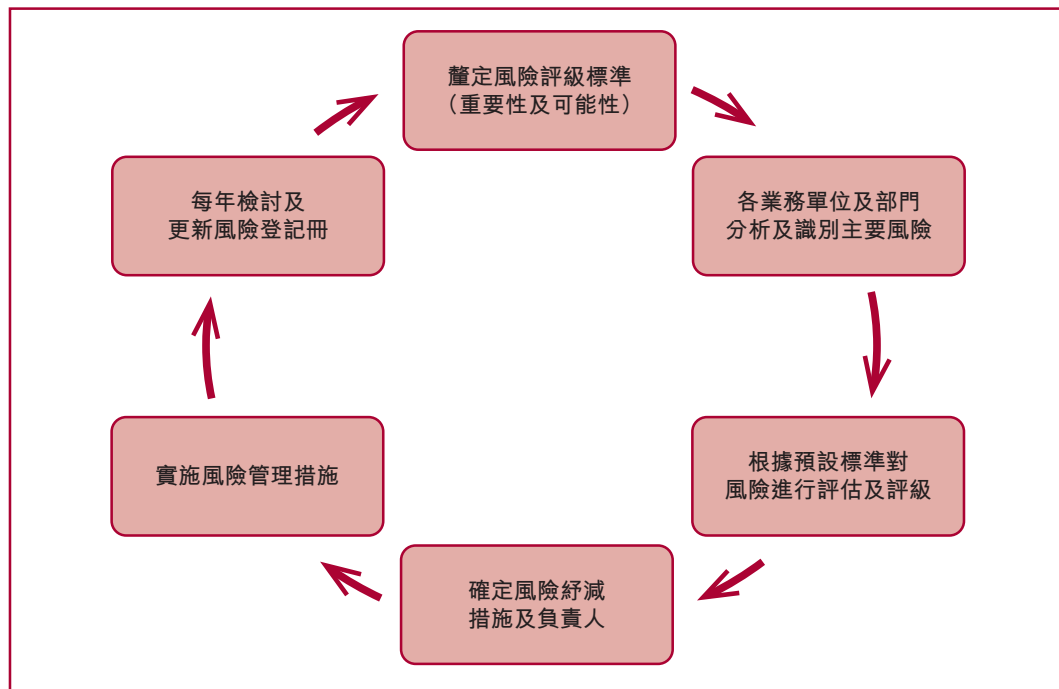 釐定風險評級標準
（重要性及可能性）
各業務單位及部門
分析及識別主要風險
根據預設標準對
風險進行評估及評級
確定風險紓減
措施及負責人
實施風險管理措施
每年檢討及
更新風險登記冊